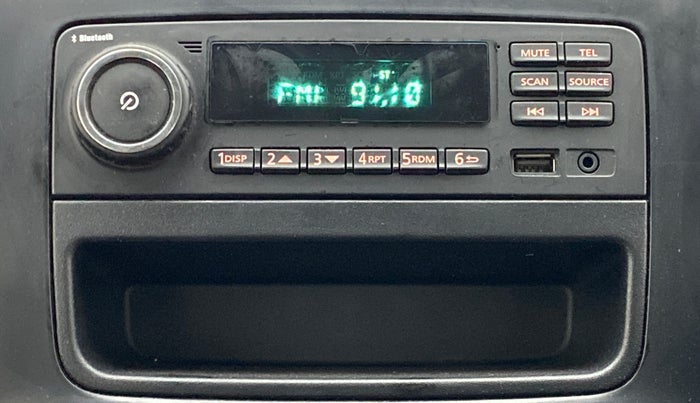 Bluetooth
ST
FM1 91.10
MUTE TEL
SCAN SOURCE
1DISP 2 3 4RPT 5RDM 6